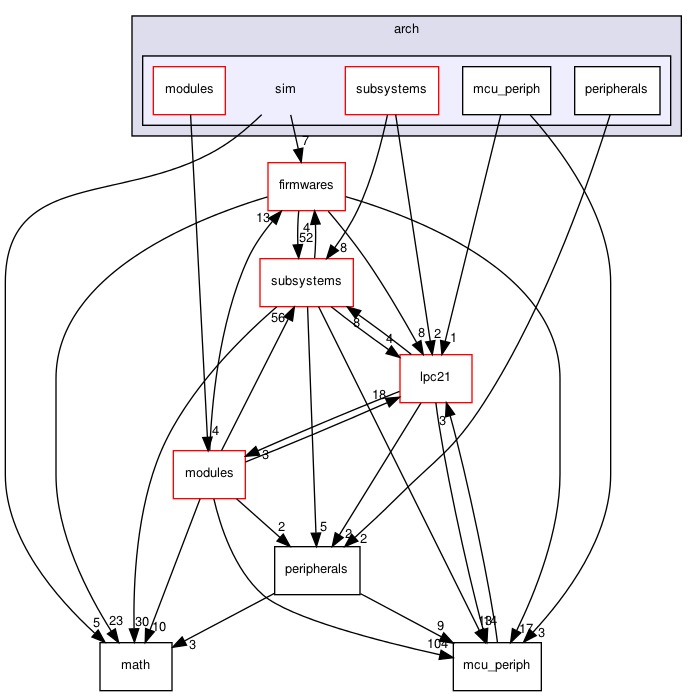 arch
modules sim subsystems mcu_periph peripherals
7
firmwares
13 4
52 8
subsystems
56 8 4 8 2 1
lpc21
18
3
4 3
modules
2 5 2 2
peripherals
5 23 30 10 9 17 3
3 104
math mcu_periph